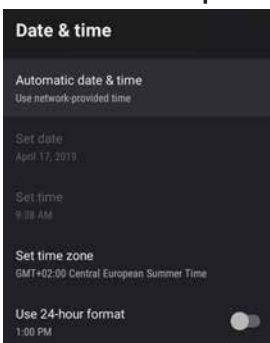 Date & time
Automatic date & time
Use network-provided time
Set date
April 17, 2019
Set time
9:38 AM
Set time zone
GMT+02:00 Central European Summer Time
Use 24-hour format
1:00 PM